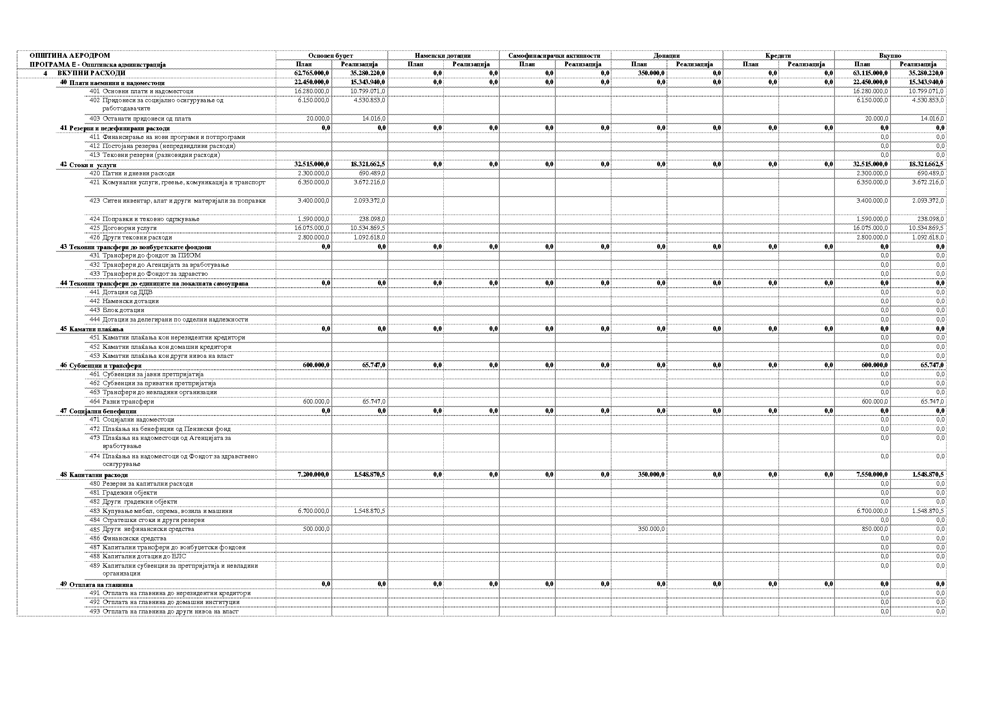 ОПШТИНА АЕРОДРОМ Основен буџет Наменски дотации Самофинасирачки активности Донации Кредити Вкупно
ПРОГРАМА Е - Општинска администрација План Реализација План Реализација План Реализација План Реализација План Реализација План Реализација
4 ВКУПНИ РАСХОДИ 62.765.000,0 35.280.220,0 0,0 0,0 0,0 0,0 350.000,0 0,0 0,0 0,0 63.115.000,0 35.280.220,0
40 Плати наемнини и надоместоци 22.450.000,0 15.343.940,0 0,0 0,0 0,0 0,0 0,0 0,0 0,0 0,0 22.450.000,0 15.343.940,0
401 Основни плати и надоместоци 16.280.000,0 10.799.071,0 16.280.000,0 10.799.071,0
402 Придонеси за социјално осигурување од 6.150.000,0 4.530.853,0 6.150.000,0 4.530.853,0
работодавачите
403 Останати придонеси од плата 20.000,0 14.016,0 20.000,0 14.016,0
41 Резерви и недефинирани расходи 0,0 0,0 0,0 0,0 0,0 0,0 0,0 0,0 0,0 0,0 0,0 0,0
411 Финансирање на нови програми и потпрограми 0,0 0,0
412 Постојана резерва (непредвидливи расходи) 0,0 0,0
413 Тековни резерви (разновидни расходи) 0,0 0,0
42 Стоки и услуги 32.515.000,0 18.321.662,5 0,0 0,0 0,0 0,0 0,0 0,0 0,0 0,0 32.515.000,0 18.321.662,5
420 Патни и дневни расходи 2.300.000,0 690.489,0 2.300.000,0 690.489,0
421 Комунални услуги, греење, комуникација и транспорт 6.350.000,0 3.672.216,0 6.350.000,0 3.672.216,0
423 Ситен инвентар, алат и други материјали за поправки 3.400.000,0 2.093.372,0 3.400.000,0 2.093.372,0
424 Поправки и тековно одржување 1.590.000,0 238.098,0 1.590.000,0 238.098,0
425 Договорни услуги 16.075.000,0 10.534.869,5 16.075.000,0 10.534.869,5
426 Други тековни расходи 2.800.000,0 1.092.618,0 2.800.000,0 1.092.618,0
43 Тековни трансфери до вонбуџетските фондови 0,0 0,0 0,0 0,0 0,0 0,0 0,0 0,0 0,0 0,0 0,0 0,0
431 Трансфери до фондот за ПИОМ 0,0 0,0
432 Трансфери до Агенцијата за вработување 0,0 0,0
433 Трансфери до Фондот за здравство 0,0 0,0
44 Тековни трансфери до единиците на локалната самоуправа 0,0 0,0 0,0 0,0 0,0 0,0 0,0 0,0 0,0 0,0 0,0 0,0
441 Дотации од ДДВ 0,0 0,0
442 Наменски дотации 0,0 0,0
443 Блок дотации 0,0 0,0
444 Дотации за делегирани по одделни надлежности 0,0 0,0
45 Каматни плаќања 0,0 0,0 0,0 0,0 0,0 0,0 0,0 0,0 0,0 0,0 0,0 0,0
451 Каматни плаќања кон нерезидентни кредитори 0,0 0,0
452 Каматни плаќања кон домашни кредитори 0,0 0,0
453 Каматни плаќања кон други нивоа на власт 0,0 0,0
46 Субвенции и трансфери 600.000,0 65.747,0 0,0 0,0 0,0 0,0 0,0 0,0 0,0 0,0 600.000,0 65.747,0
461 Субвенции за јавни претпријатија 0,0 0,0
462 Субвенции за приватни претпријатија 0,0 0,0
463 Трансфери до невладини организации 0,0 0,0
464 Разни трансфери 600.000,0 65.747,0 600.000,0 65.747,0
47 Социјални бенефиции 0,0 0,0 0,0 0,0 0,0 0,0 0,0 0,0 0,0 0,0 0,0 0,0
471 Социјални надоместоци 0,0 0,0
472 Плаќања на бенефиции од Пензиски фонд 0,0 0,0
473 Плаќања на надоместоци од Агенцијата за 0,0 0,0
вработување
474 Плаќања на надоместоци од Фондот за здравствено 0,0 0,0
осигурување
48 Капитални расходи 7.200.000,0 1.548.870,5 0,0 0,0 0,0 0,0 350.000,0 0,0 0,0 0,0 7.550.000,0 1.548.870,5
480 Резерви за капитални расходи 0,0 0,0
481 Градежни објекти 0,0 0,0
482 Други градежни објекти 0,0 0,0
483 Купување мебел, опрема, возила и машини 6.700.000,0 1.548.870,5 6.700.000,0 1.548.870,5
484 Стратешки стоки и други резерви 0,0 0,0
485 Други нефинансиски средства 500.000,0 350.000,0 850.000,0 0,0
486 Финансиски средства 0,0 0,0
487 Капитални трансфери до вонбуџетски фондови 0,0 0,0
488 Капитални дотации до ЕЛС 0,0 0,0
489 Капитални субвенции за претпријатија и невладини 0,0 0,0
организации
49 Отплата на главнина 0,0 0,0 0,0 0,0 0,0 0,0 0,0 0,0 0,0 0,0 0,0 0,0
491 Отплата на главнина до нерезидентни кредитори 0,0 0,0
492 Отплата на главнина до домашни институции 0,0 0,0
493 Отплата на главнина до други нивоа на власт 0,0 0,0